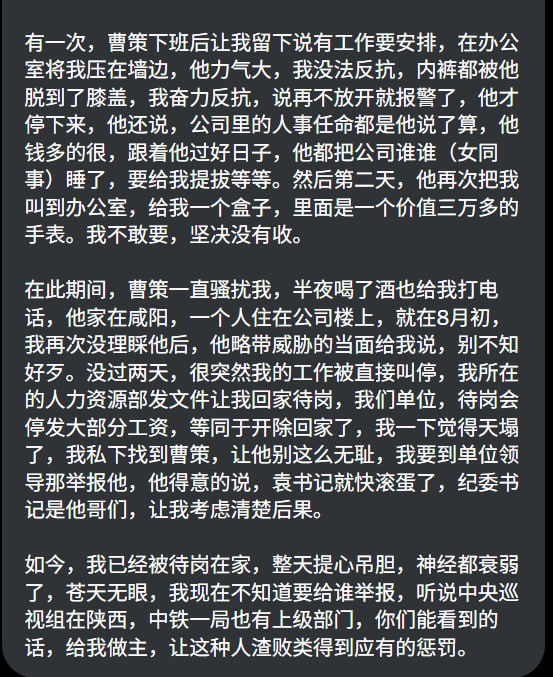 有一次，曹策下班后让我留下说有工作要安排，在办公
室将我压在墙边，他力气大，我没法反抗，内裤都被他
脱到了膝盖，我奋力反抗，说再不放开就报警了，他才
停下来，他还说，公司里的人事任命都是他说了算，他
钱多的很，跟着他过好日子，他都把公司谁谁（女同
事）睡了，要给我提拔等等。然后第二天，他再次把我
叫到办公室，给我一个盒子，里面是一个价值三万多的
手表。我不敢要，坚决没有收。
在此期间，曹策一直骚扰我，半夜喝了酒也给我打电
话，他家在咸阳，一个人住在公司楼上，就在8月初，
我再次没理睬他后，他略带威胁的当面给我说，别不知
好歹。没过两天，很突然我的工作被直接叫停，我所在
的人力资源部发文件让我回家待岗，我们单位，待岗会
停发大部分工资，等同于开除回家了，我一下觉得天塌
了，我私下找到曹策，让他别这么无耻，我要到单位领
导那举报他，他得意的说，袁书记就快滚蛋了，纪委书
记是他哥们，让我考虑清楚后果。
如今，我已经被待岗在家，整天提心吊胆，神经都衰弱
了，苍天无眼，我现在不知道要给谁举报，听说中央巡
视组在陕西，中铁一局也有上级部门，你们能看到的
话，给我做主，让这种人渣败类得到应有的惩罚。